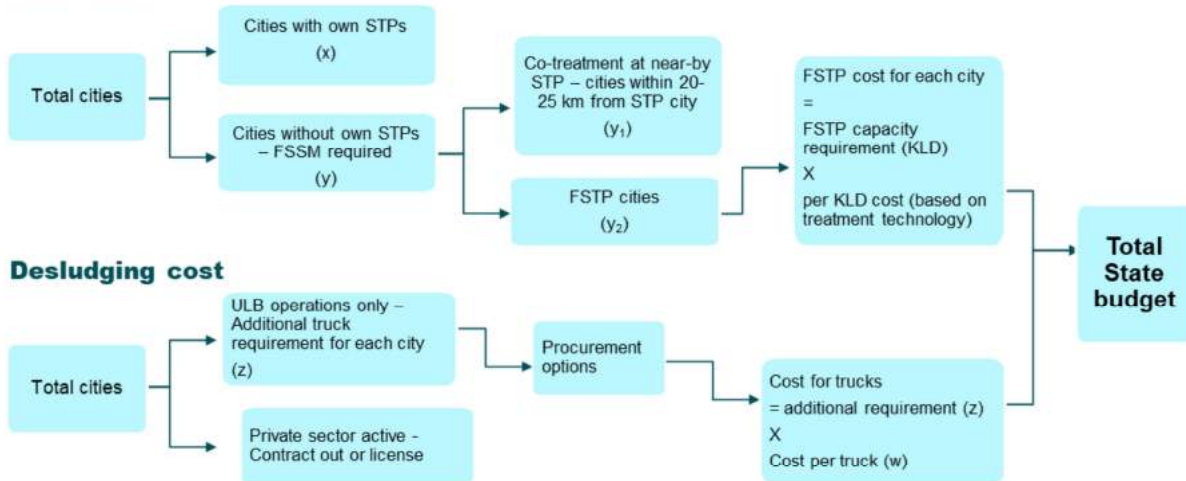 Total cities
Cities with own STPs
(x)
Cities without own STPs
– FSSM required
(y)
Co-treatment at near-by
STP – cities within 20-
25 km from STP city
(y₁)
FSTP cities
(y₂)
FSTP cost for each city
=
FSTP capacity
requirement (KLD)
X
per KLD cost (based on
treatment technology)
Total
State
budget
Desludging cost
Total cities
ULB operations only –
Additional truck
requirement for each city
(z)
Private sector active -
Contract out or license
Procurement
options
Cost for trucks
= additional requirement (z)
X
Cost per truck (w)